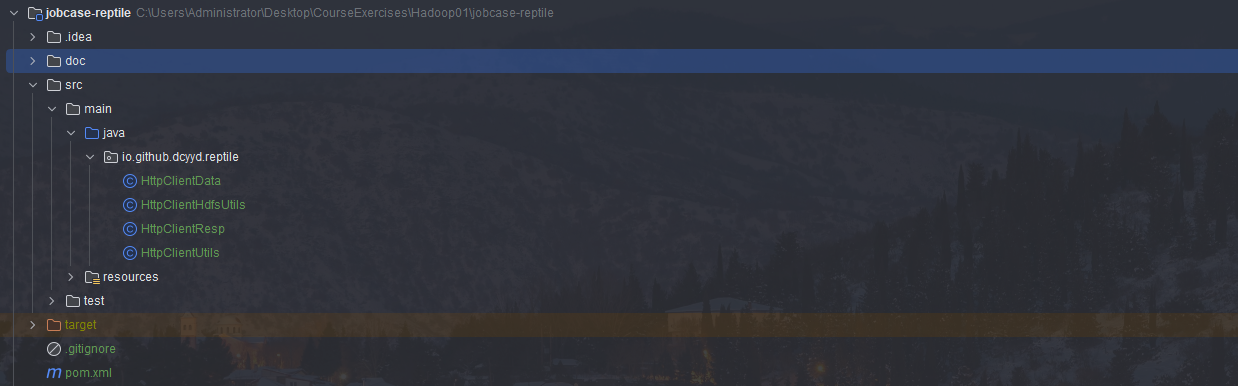 jobcase-reptile C:\Users\Administrator\Desktop\CourseExercises\Hadoop01\jobcase-reptile
.idea
doc
src
main
java
io.github.dcyyd.reptile
HttpClientData
HttpClientHdfsUtils
HttpClientResp
HttpClientUtils
resources
test
target
.gitignore
m pom.xml